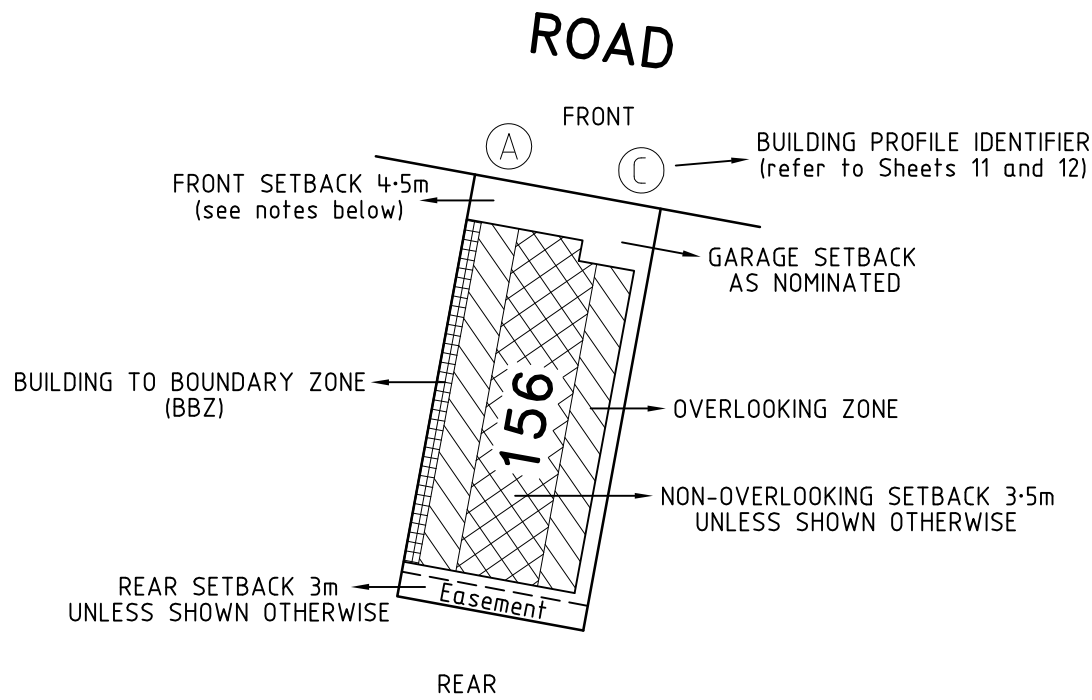 ROAD
FRONT
A
C
BUILDING PROFILE IDENTIFIER
(refer to Sheets 11 and 12)
FRONT SETBACK 4·5m
(see notes below)
GARAGE SETBACK
AS NOMINATED
BUILDING TO BOUNDARY ZONE
(BBZ)
156
OVERLOOKING ZONE
NON-OVERLOOKING SETBACK 3·5m
UNLESS SHOWN OTHERWISE
REAR SETBACK 3m
UNLESS SHOWN OTHERWISE
Easement
REAR